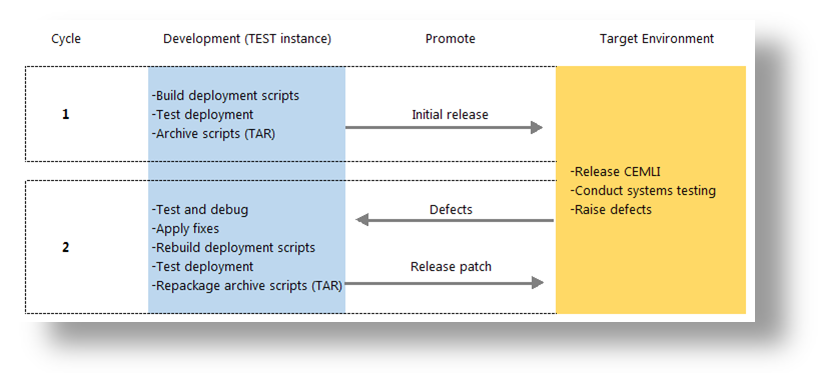 Cycle
Development (TEST instance)
Promote
Target Environment
1
-Build deployment scripts
-Test deployment
-Archive scripts (TAR)
Initial release
-Release CEMLI
-Conduct systems testing
-Raise defects
2
-Test and debug
-Apply fixes
-Rebuild deployment scripts
-Test deployment
-Repackage archive scripts (TAR)
Defects
Release patch